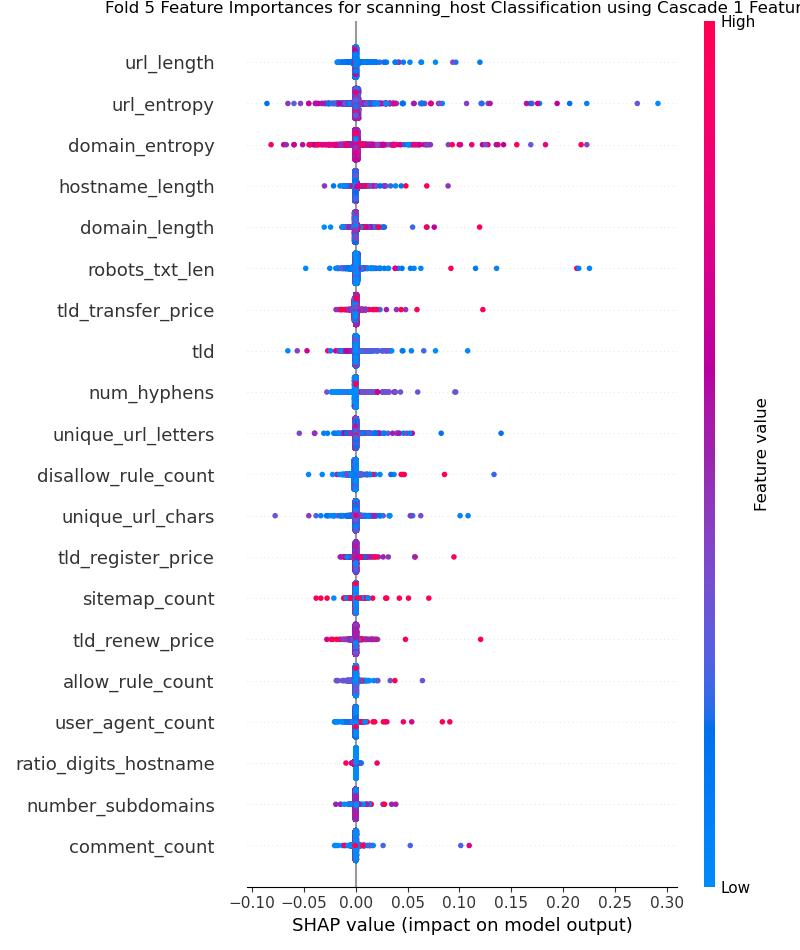 Fold 5 Feature Importances for scanning_host Classification using Cascade 1 Featur
High
url_length
url_entropy
domain_entropy
hostname_length
domain_length
robots_txt_len
tld_transfer_price
tld
num_hyphens
unique_url_letters
disallow_rule_count
unique_url_chars
tld_register_price
sitemap_count
tld_renew_price
allow_rule_count
user_agent_count
ratio_digits_hostname
number_subdomains
comment_count
Feature value
Low
−0.10 −0.05 0.00 0.05 0.10 0.15 0.20 0.25 0.30
SHAP value (impact on model output)